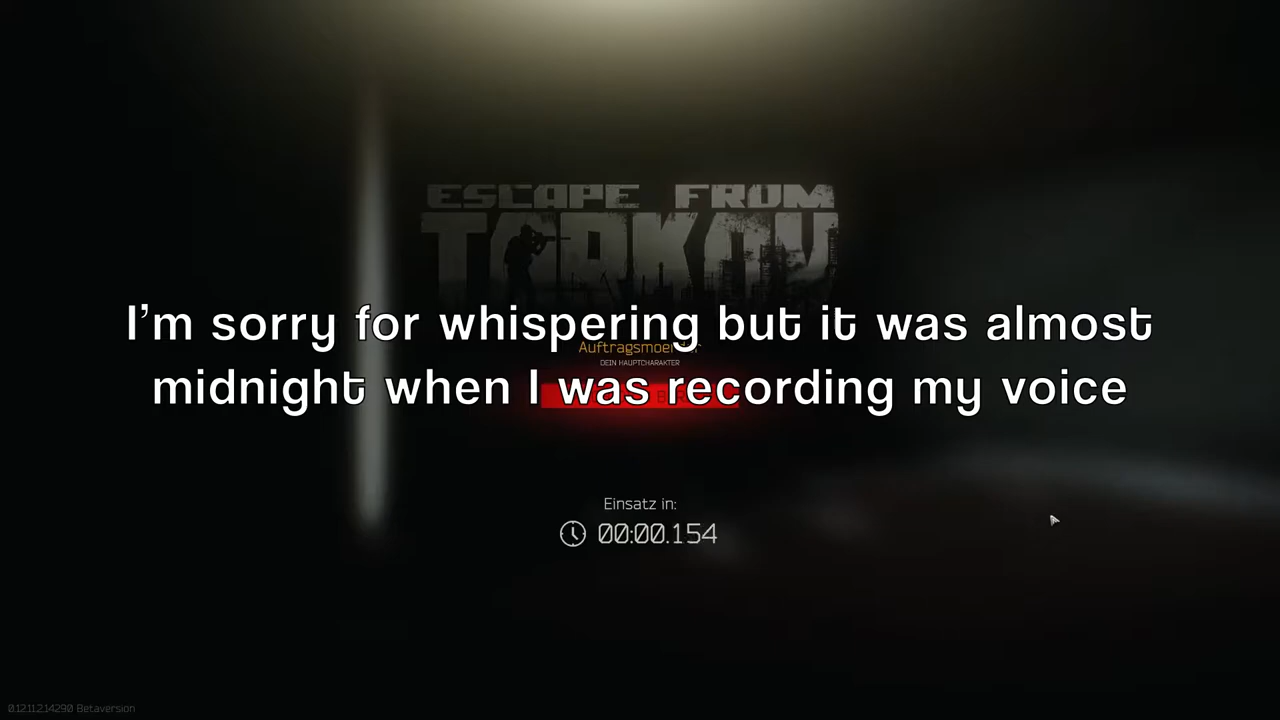 ESCAPE FROM
TARKOV
I'm sorry for whispering but it was almost
Auftragsmoerder
DEIN HAUPTCHARAKTER
midnight when I was recording my voice
Einsatz in:
00:00.154
0.12.11.2.14290 Betaversion